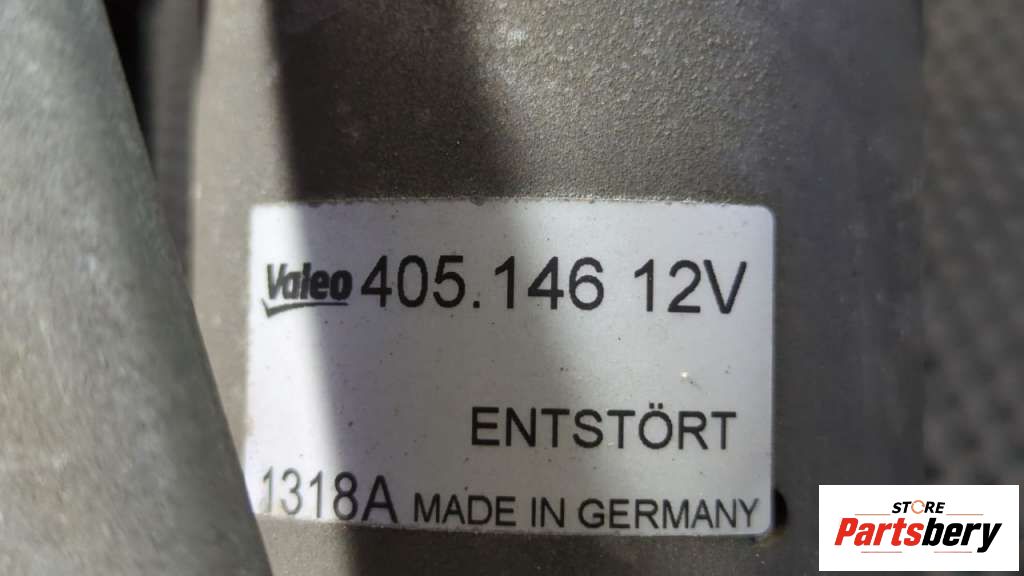 Valeo 405.146 12V
ENTSTÖRT
1318A MADE IN GERMANY
STORE
Partsbery